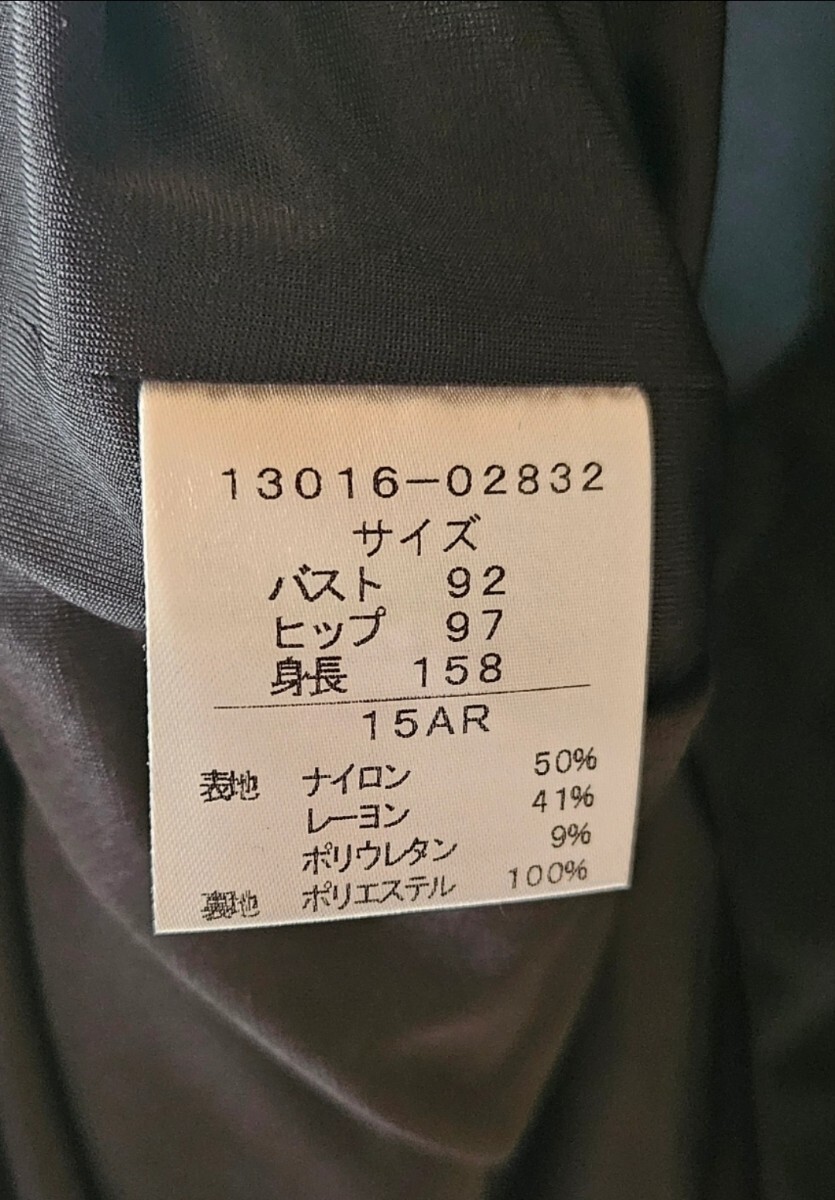 13016-02832
サイズ
バスト 92
ヒップ 97
身長 158
15AR
表地 ナイロン 50%
レーヨン 41%
ポリウレタン 9%
裏地 ポリエステル 100%